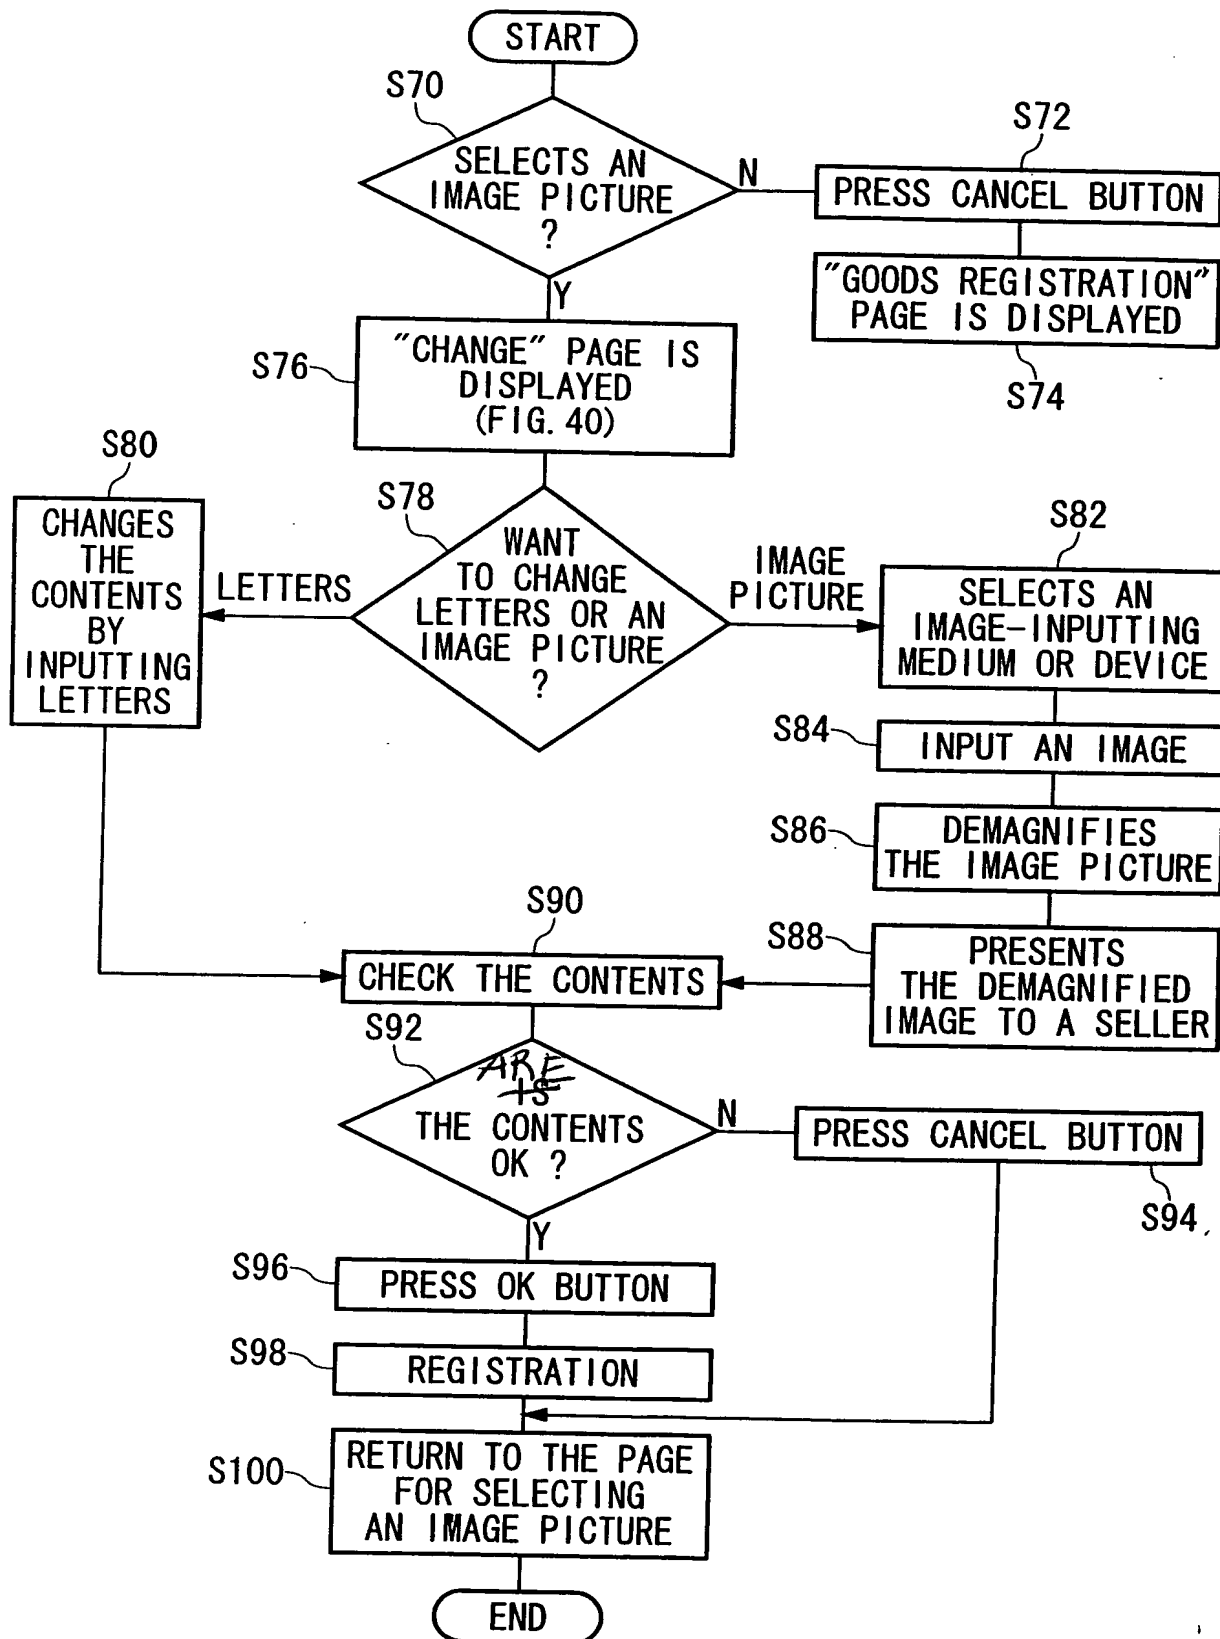 START
S70
SELECTS AN
IMAGE PICTURE
?
N
S72
PRESS CANCEL BUTTON
"GOODS REGISTRATION"
PAGE IS DISPLAYED
S74
Y
S76
"CHANGE" PAGE IS
DISPLAYED
(FIG. 40)
S78
WANT
TO CHANGE
LETTERS OR AN
IMAGE PICTURE
?
LETTERS
S80
CHANGES
THE
CONTENTS
BY
INPUTTING
LETTERS
IMAGE
PICTURE
S82
SELECTS AN
IMAGE-INPUTTING
MEDIUM OR DEVICE
S84
INPUT AN IMAGE
S86
DEMAGNIFIES
THE IMAGE PICTURE
S88
PRESENTS
THE DEMAGNIFIED
IMAGE TO A SELLER
S90
CHECK THE CONTENTS
S92
ARE
IS
THE CONTENTS
OK ?
N
PRESS CANCEL BUTTON
S94
Y
S96
PRESS OK BUTTON
S98
REGISTRATION
S100
RETURN TO THE PAGE
FOR SELECTING
AN IMAGE PICTURE
END